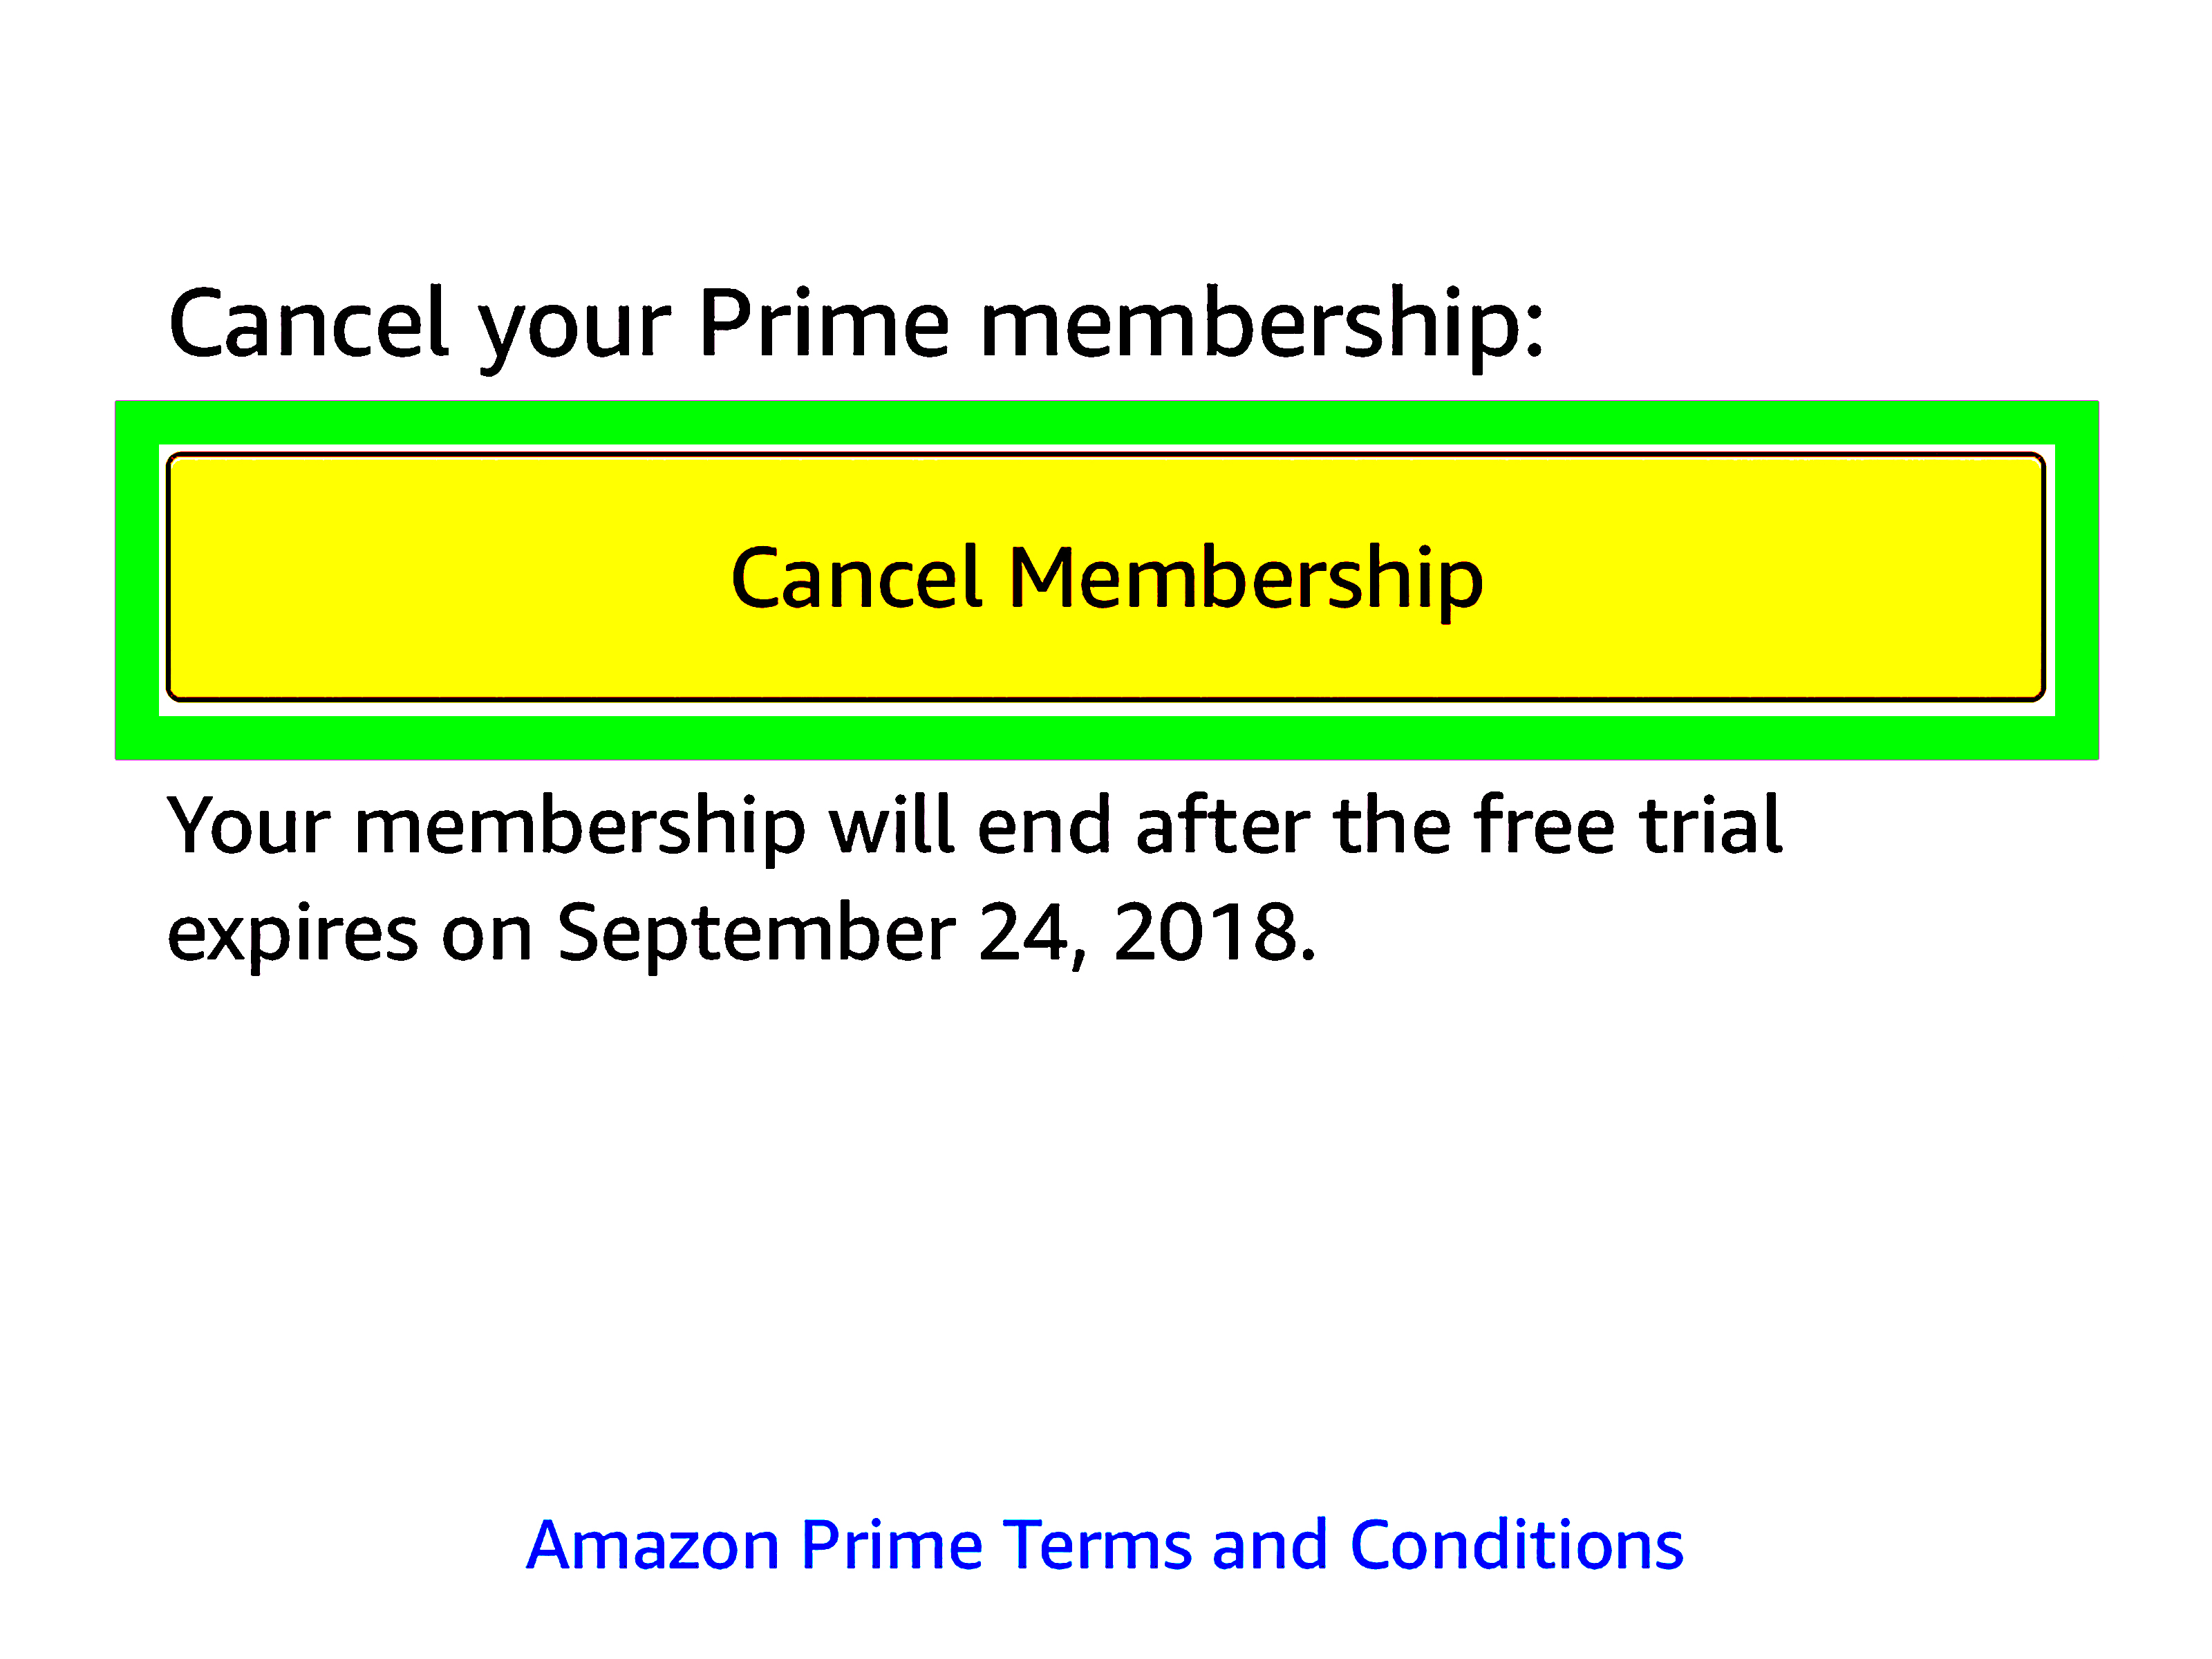 Cancel your Prime membership:
Cancel Membership
Your membership will end after the free trial
expires on September 24, 2018.
Amazon Prime Terms and Conditions